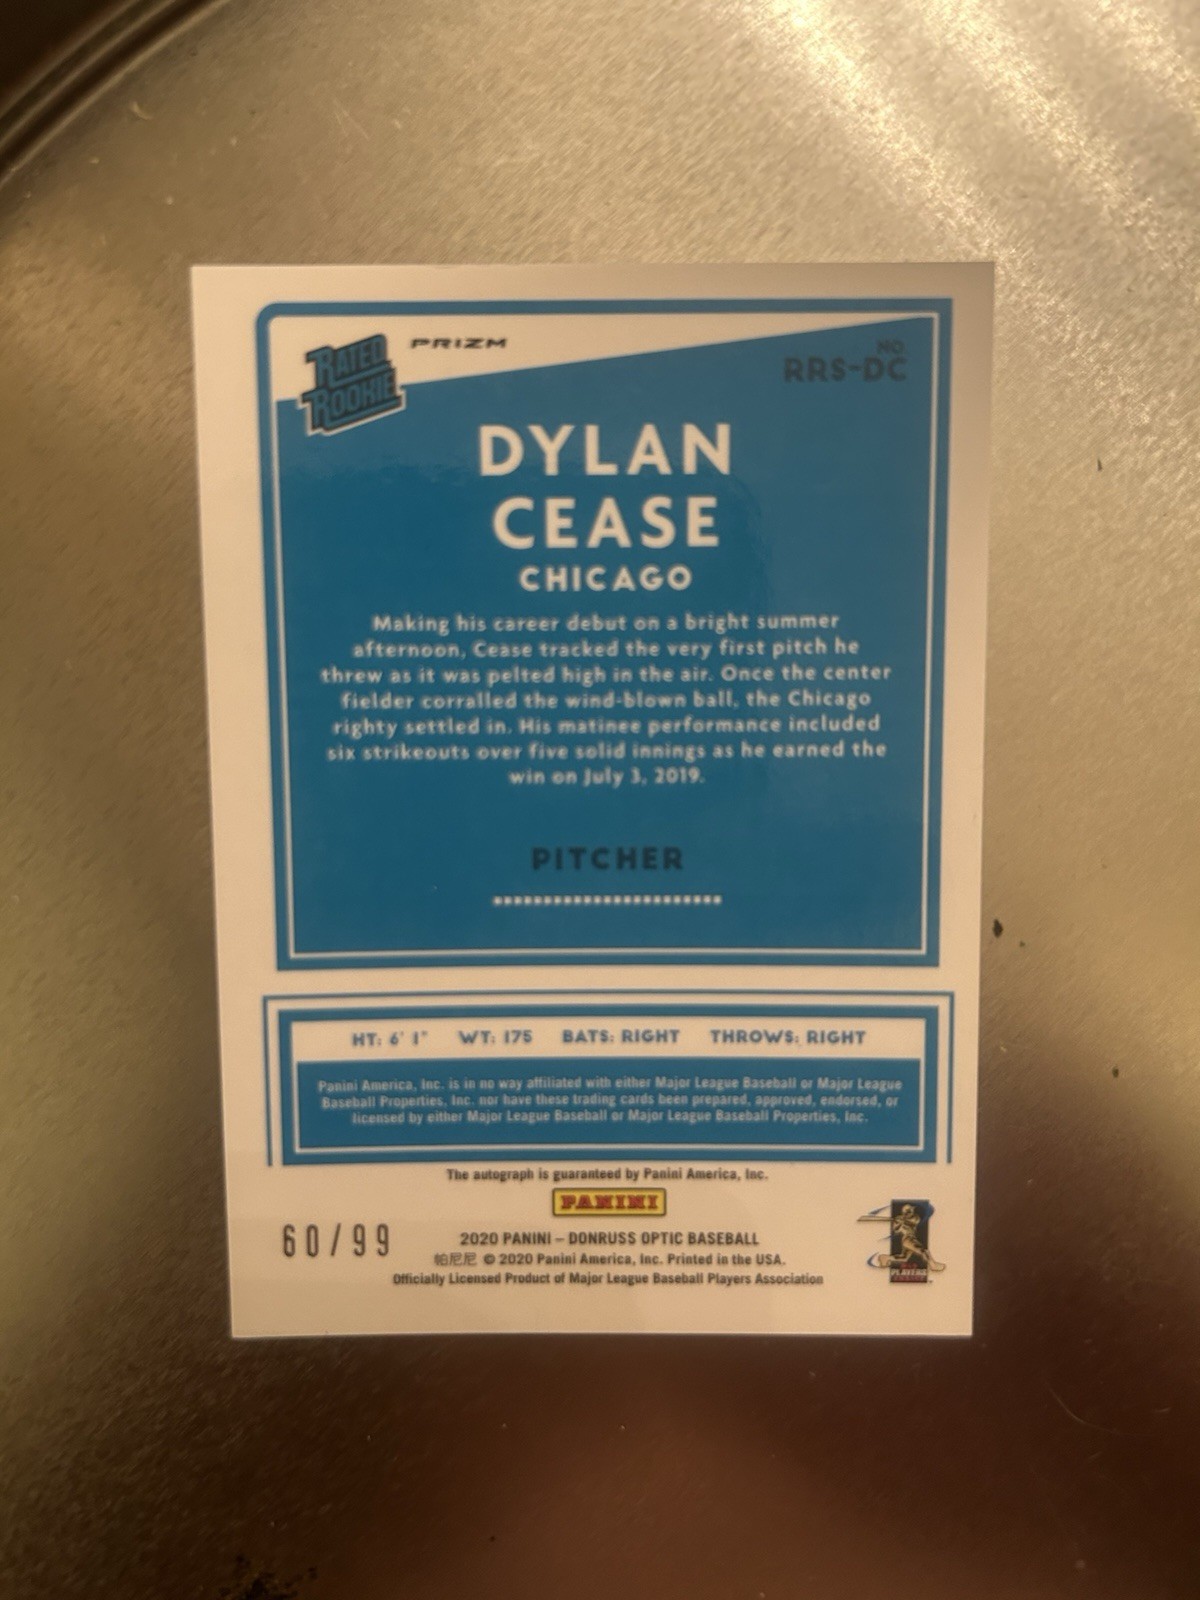 RATED
ROOKIE
PRIZM
NO
RRS-DC
DYLAN
CEASE
CHICAGO
Making his career debut on a bright summer
afternoon, Cease tracked the very first pitch he
threw as it was pelted high in the air. Once the center
fielder corralled the wind-blown ball, the Chicago
righty settled in. His matinee performance included
six strikeouts over five solid innings as he earned the
win on July 3, 2019.
PITCHER
HT: 6' 1" WT: 175 BATS: RIGHT THROWS: RIGHT
Panini America, Inc. is in no way affiliated with either Major League Baseball or Major League
Baseball Properties, Inc. nor have these trading cards been prepared, approved, endorsed, or
licensed by either Major League Baseball or Major League Baseball Properties, Inc.
The autograph is guaranteed by Panini America, Inc.
PANINI
60/99
2020 PANINI – DONRUSS OPTIC BASEBALL
帕尼尼 © 2020 Panini America, Inc. Printed in the USA.
Officially Licensed Product of Major League Baseball Players Association
PLAYERS